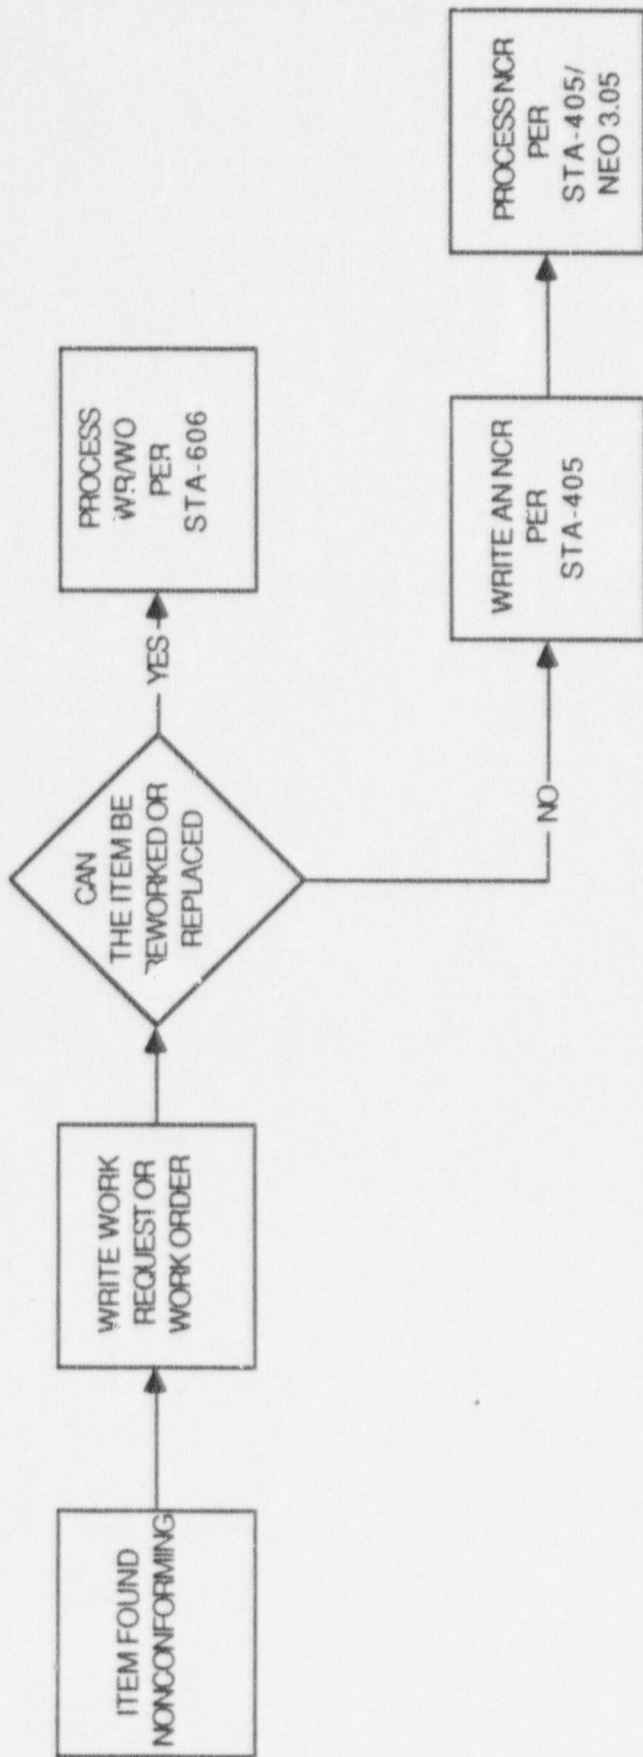 ITEM FOUND
NONCONFORMING
WRITE WORK
REQUEST OR
WORK ORDER
CAN
THE ITEM BE
REWORKED OR
REPLACED
YES
PROCESS
WR/WO
PER
STA-606
NO
WRITE AN NCR
PER
STA-405
PROCESS NCR
PER
STA-405/
NEO 3.05